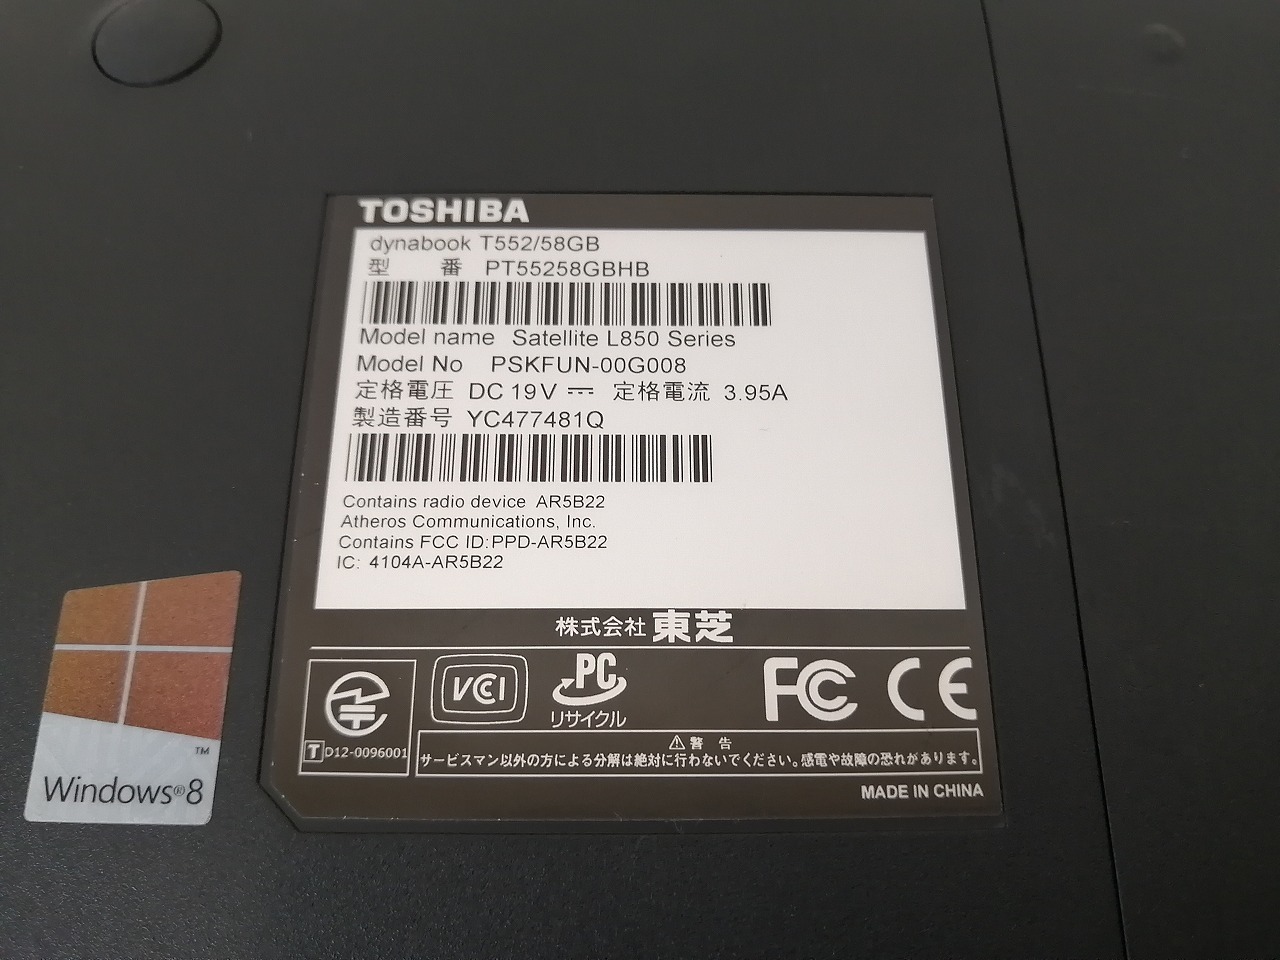 TOSHIBA
dynabook T552/58GB
型 番 PT55258GBHB
Model name Satellite L850 Series
Model No PSKFUN-00G008
定格電圧 DC 19V 定格電流 3.95A
製造番号 YC477481Q
Contains radio device AR5B22
Atheros Communications, Inc.
Contains FCC ID:PPD-AR5B22
IC: 4104A-AR5B22
株式会社 東芝
VCCI
PC
リサイクル
FC CE
T D12-0096001
⚠警 告
サービスマン以外の方による分解は絶対に行わないでください。感電や故障の恐れがあります。
MADE IN CHINA
TM
Windows®8